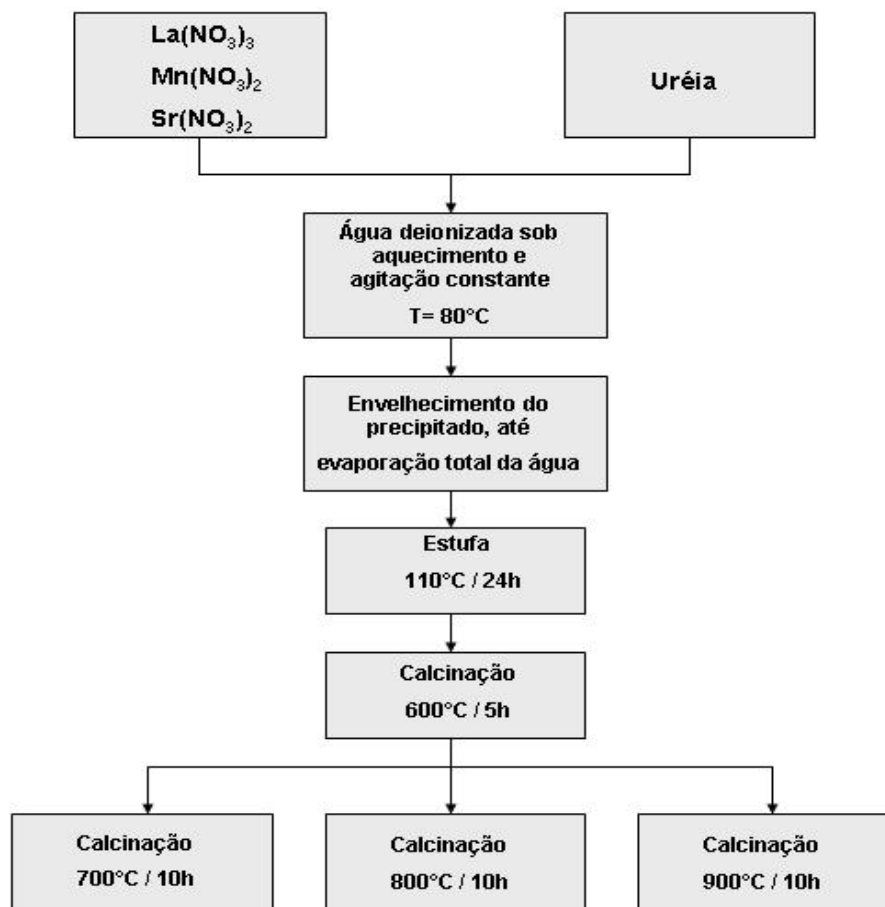 La(NO₃)₃
Mn(NO₃)₂
Sr(NO₃)₂
Uréia
Água deionizada sob
aquecimento e
agitação constante
T= 80°C
Envelhecimento do
precipitado, até
evaporação total da água
Estufa
110°C / 24h
Calcinação
600°C / 5h
Calcinação
700°C / 10h
Calcinação
800°C / 10h
Calcinação
900°C / 10h